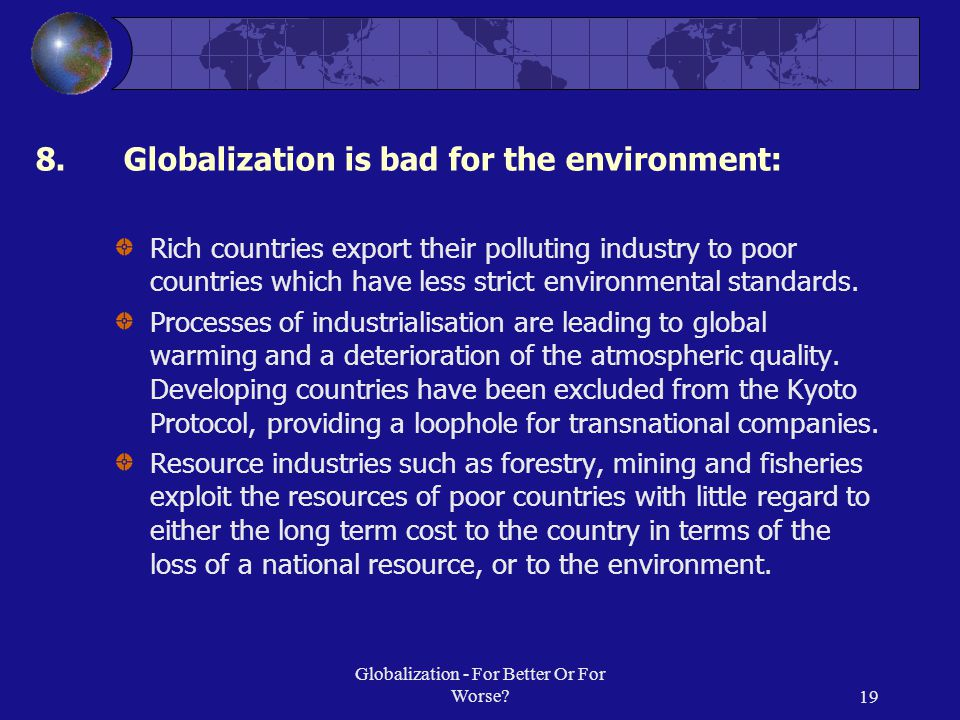 8. Globalization is bad for the environment:
Rich countries export their polluting industry to poor
countries which have less strict environmental standards.
Processes of industrialisation are leading to global
warming and a deterioration of the atmospheric quality.
Developing countries have been excluded from the Kyoto
Protocol, providing a loophole for transnational companies.
Resource industries such as forestry, mining and fisheries
exploit the resources of poor countries with little regard to
either the long term cost to the country in terms of the
loss of a national resource, or to the environment.
Globalization - For Better Or For
Worse?
19